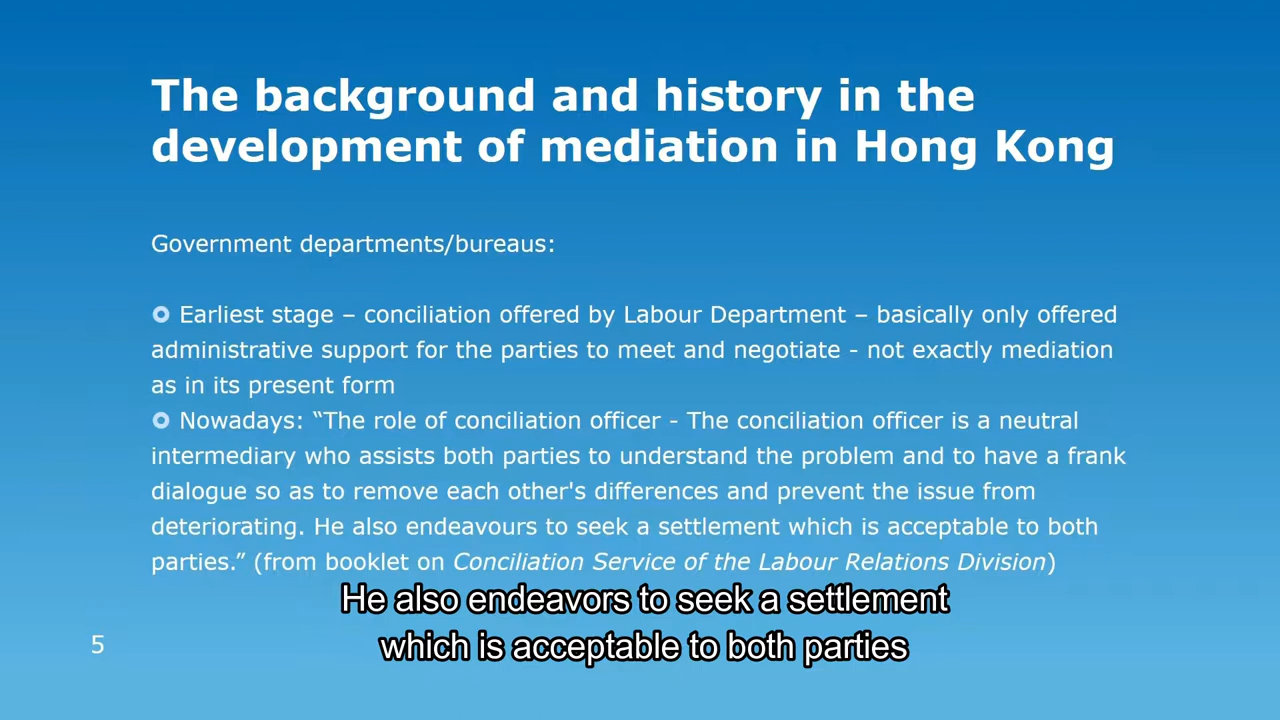 The background and history in the
development of mediation in Hong Kong
Government departments/bureaus:
Earliest stage – conciliation offered by Labour Department – basically only offered
administrative support for the parties to meet and negotiate - not exactly mediation
as in its present form
Nowadays: “The role of conciliation officer - The conciliation officer is a neutral
intermediary who assists both parties to understand the problem and to have a frank
dialogue so as to remove each other's differences and prevent the issue from
deteriorating. He also endeavours to seek a settlement which is acceptable to both
parties.” (from booklet on Conciliation Service of the Labour Relations Division)
He also endeavors to seek a settlement
which is acceptable to both parties
5